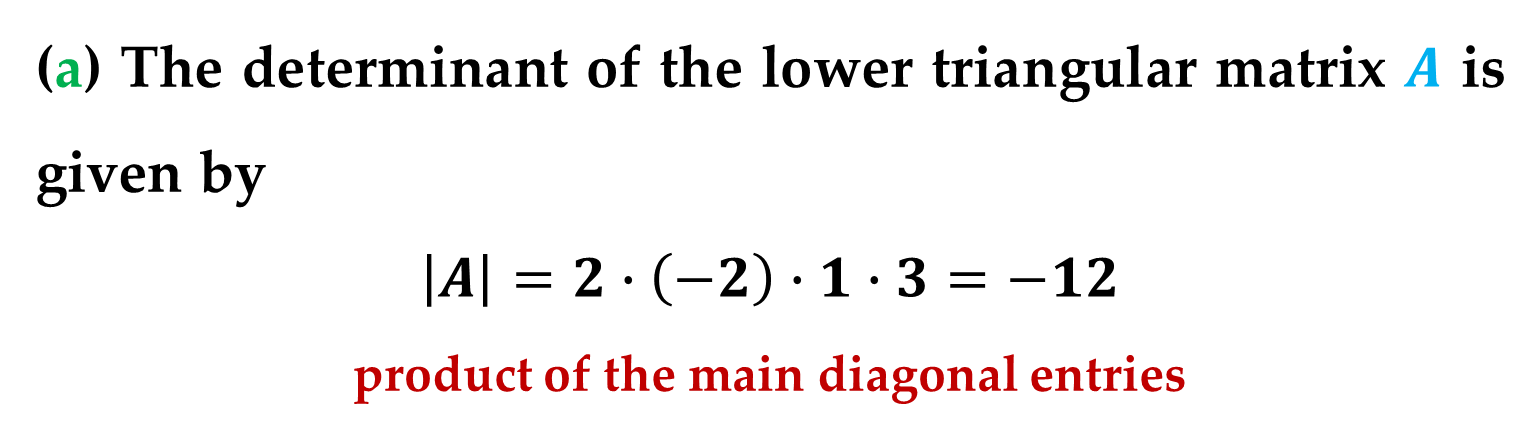 (a) The determinant of the lower triangular matrix A is
given by
|A| = 2 · (−2) · 1 · 3 = −12
product of the main diagonal entries